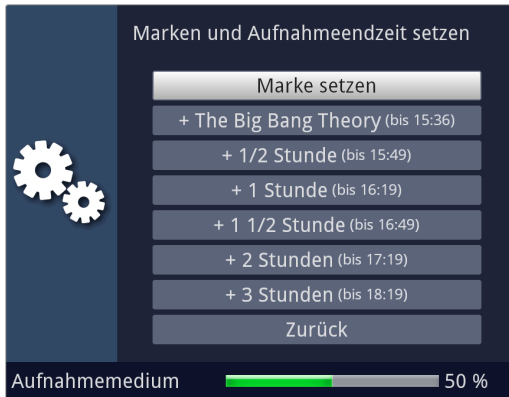 Marken und Aufnahmeendzeit setzen
Marke setzen
+ The Big Bang Theory (bis 15:36)
+ 1/2 Stunde (bis 15:49)
+ 1 Stunde (bis 16:19)
+ 1 1/2 Stunde (bis 16:49)
+ 2 Stunden (bis 17:19)
+ 3 Stunden (bis 18:19)
Zurück
Aufnahmemedium 50 %